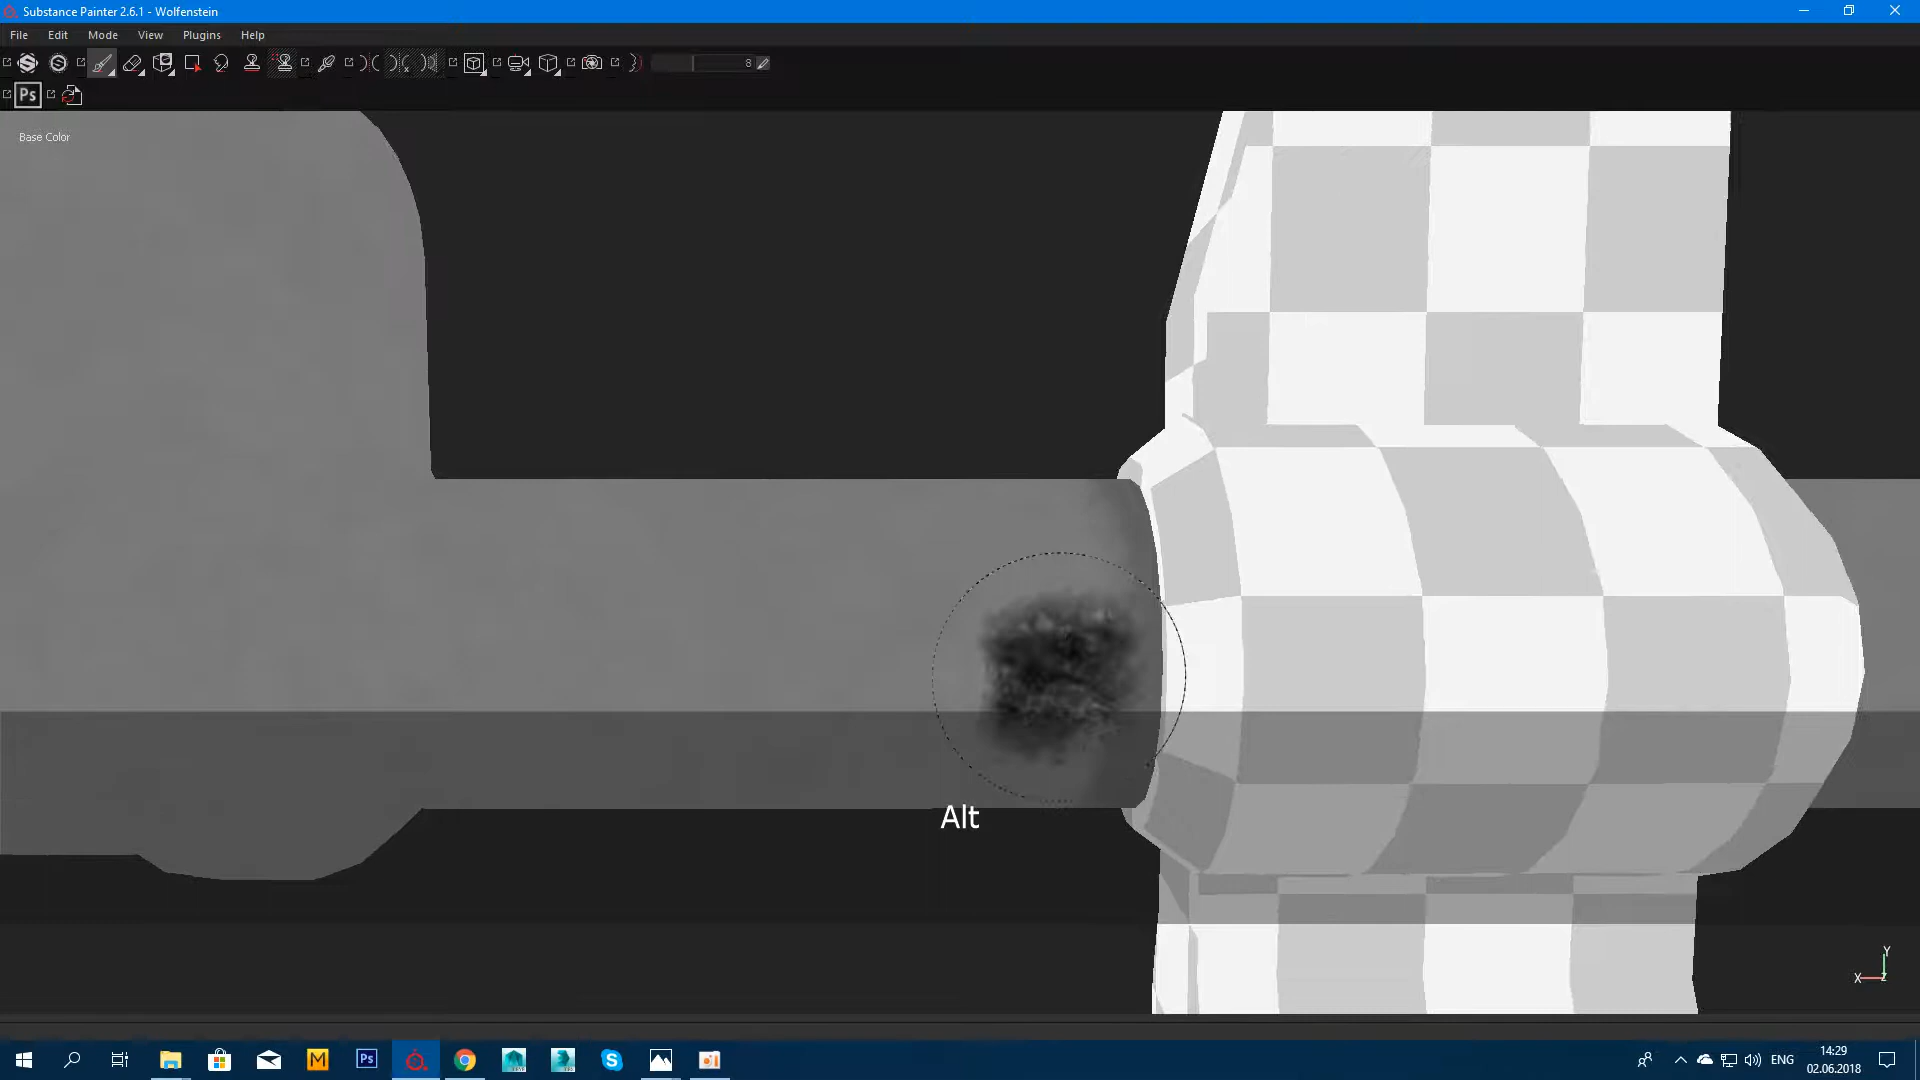 Substance Painter 2.6.1 - Wolfenstein
File Edit Mode View Plugins Help
8
Ps
Base Color
Alt
Y
X Z
M Ps S
ENG
14:29
02.06.2018